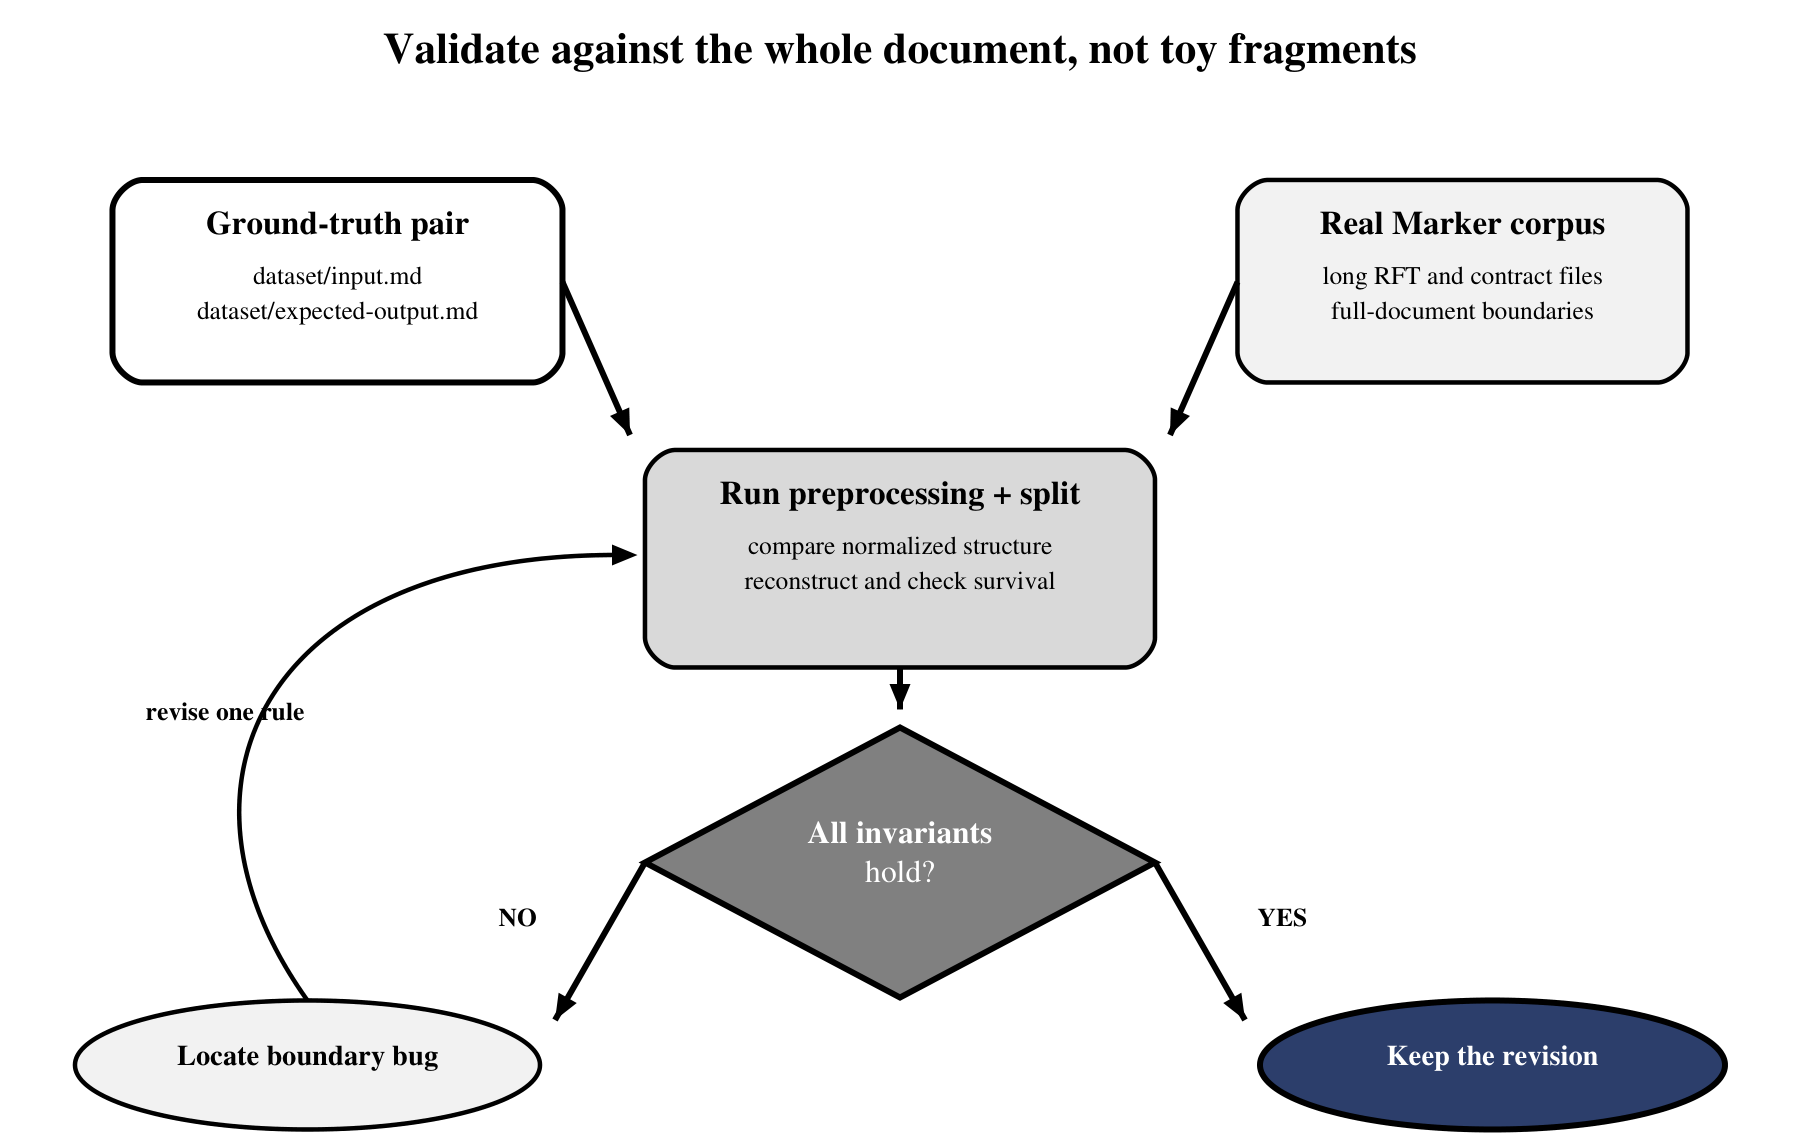 Validate against the whole document, not toy fragments
Ground-truth pair
dataset/input.md
dataset/expected-output.md
Real Marker corpus
long RFT and contract files
full-document boundaries
Run preprocessing + split
compare normalized structure
reconstruct and check survival
revise one rule
All invariants
hold?
NO
YES
Locate boundary bug
Keep the revision